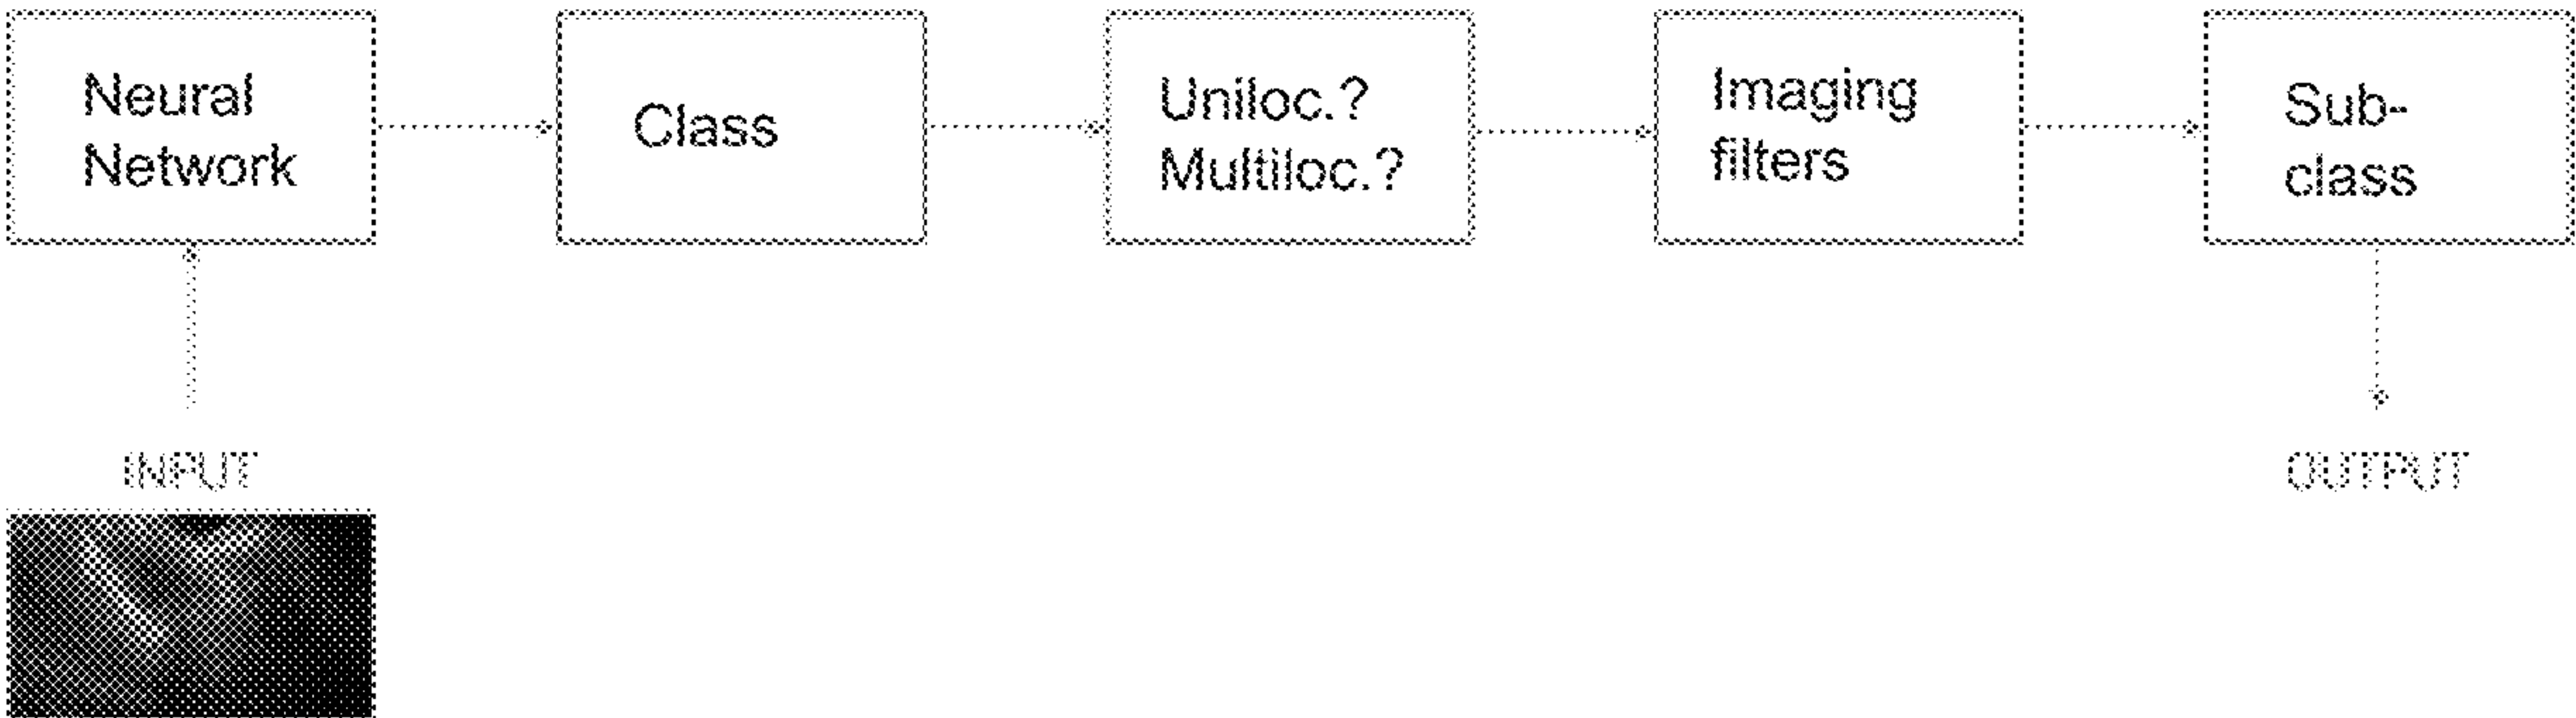 Neural
Network
Class
Uniloc.?
Multiloc.?
Imaging
filters
Sub-
class
INPUT
OUTPUT